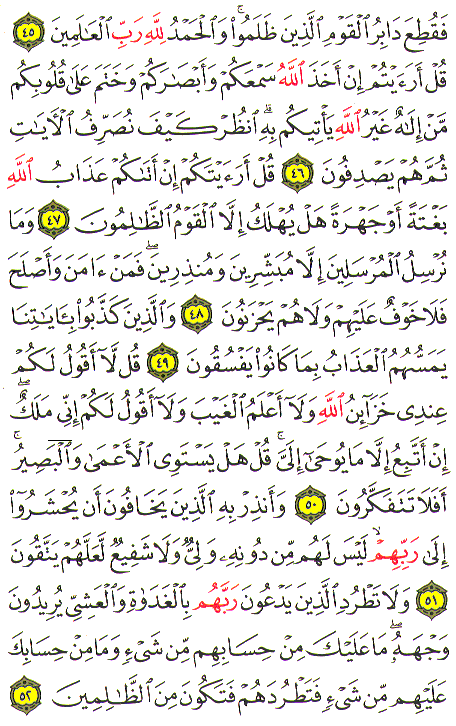 فَقُطِعَ دَابِرُ ٱلْقَوْمِ ٱلَّذِينَ ظَلَمُوا۟ ۚ وَٱلْحَمْدُ لِلَّهِ رَبِّ ٱلْعَـٰلَمِينَ ٤٥
قُلْ أَرَءَيْتُمْ إِنْ أَخَذَ ٱللَّهُ سَمْعَكُمْ وَأَبْصَـٰرَكُمْ وَخَتَمَ عَلَىٰ قُلُوبِكُم
مَّنْ إِلَـٰهٌ غَيْرُ ٱللَّهِ يَأْتِيكُم بِهِ ۗ ٱنظُرْ كَيْفَ نُصَرِّفُ ٱلْـَٔايَـٰتِ
ثُمَّ هُمْ يَصْدِفُونَ ٤٦ قُلْ أَرَءَيْتَكُمْ إِنْ أَتَىٰكُمْ عَذَابُ ٱللَّهِ
بَغْتَةً أَوْ جَهْرَةً هَلْ يُهْلَكُ إِلَّا ٱلْقَوْمُ ٱلظَّـٰلِمُونَ ٤٧ وَمَا
نُرْسِلُ ٱلْمُرْسَلِينَ إِلَّا مُبَشِّرِينَ وَمُنذِرِينَ ۖ فَمَنْ ءَامَنَ وَأَصْلَحَ
فَلَا خَوْفٌ عَلَيْهِمْ وَلَا هُمْ يَحْزَنُونَ ٤٨ وَٱلَّذِينَ كَذَّبُوا۟ بِـَٔايَـٰتِنَا
يَمَسُّهُمُ ٱلْعَذَابُ بِمَا كَانُوا۟ يَفْسُقُونَ ٤٩ قُل لَّآ أَقُولُ لَكُمْ
عِندِى خَزَآئِنُ ٱللَّهِ وَلَآ أَعْلَمُ ٱلْغَيْبَ وَلَآ أَقُولُ لَكُمْ إِنِّى مَلَكٌ ۖ
إِنْ أَتَّبِعُ إِلَّا مَا يُوحَىٰٓ إِلَىَّ ۚ قُلْ هَلْ يَسْتَوِى ٱلْأَعْمَىٰ وَٱلْبَصِيرُ ۚ
أَفَلَا تَتَفَكَّرُونَ ٥٠ وَأَنذِرْ بِهِ ٱلَّذِينَ يَخَافُونَ أَن يُحْشَرُوٓا۟
إِلَىٰ رَبِّهِمْ ۙ لَيْسَ لَهُم مِّن دُونِهِۦ وَلِىٌّ وَلَا شَفِيعٌ لَّعَلَّهُمْ يَتَّقُونَ
٥١ وَلَا تَطْرُدِ ٱلَّذِينَ يَدْعُونَ رَبَّهُم بِٱلْغَدَوٰةِ وَٱلْعَشِىِّ يُرِيدُونَ
وَجْهَهُۥ ۖ مَا عَلَيْكَ مِنْ حِسَابِهِم مِّن شَىْءٍ وَمَا مِنْ حِسَابِكَ
عَلَيْهِم مِّن شَىْءٍ فَتَطْرُدَهُمْ فَتَكُونَ مِنَ ٱلظَّـٰلِمِينَ ٥٢